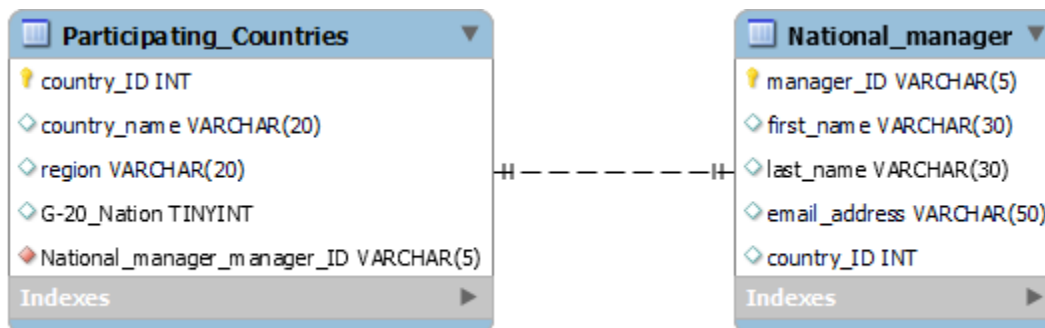 Participating_Countries
country_ID INT
country_name VARCHAR(20)
region VARCHAR(20)
G-20_Nation TINYINT
National_manager_manager_ID VARCHAR(5)
Indexes
National_manager
manager_ID VARCHAR(5)
first_name VARCHAR(30)
last_name VARCHAR(30)
email_address VARCHAR(50)
country_ID INT
Indexes